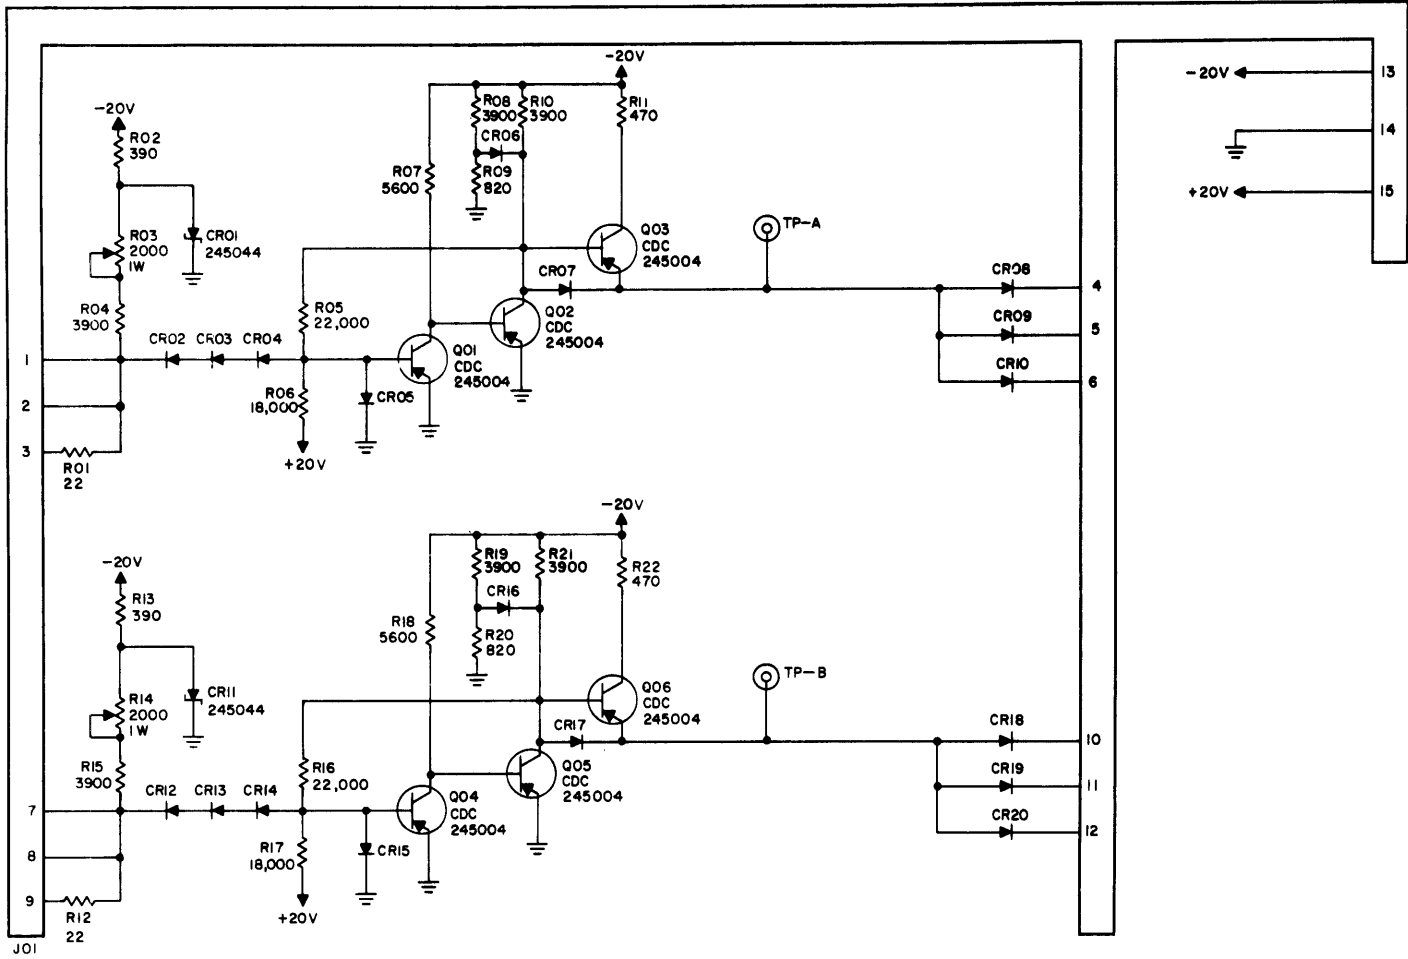 -20V
R08
3900
R10
3900
R11
470
-20V
13
-20V
R02
390
CR06
14
R07
5600
R09
820
+20V
15
R03
2000
1W
CR01
245044
Q03
CDC
245004
TP-A
CR07
CR08
4
R04
3900
R05
22,000
Q02
CDC
245004
CR09
5
CR02
CR03
CR04
1
Q01
CDC
245004
CR10
6
2
R06
18,000
CR05
3
R01
22
+20V
-20V
R19
3900
R21
3900
R22
470
-20V
R13
390
CR16
R18
5600
R20
820
R14
2000
1W
CR11
245044
Q06
CDC
245004
TP-B
CR17
CR18
10
R15
3900
R16
22,000
Q05
CDC
245004
CR19
11
CR12
CR13
CR14
7
Q04
CDC
245004
CR20
12
8
R17
18,000
CR15
9
R12
22
+20V
J01